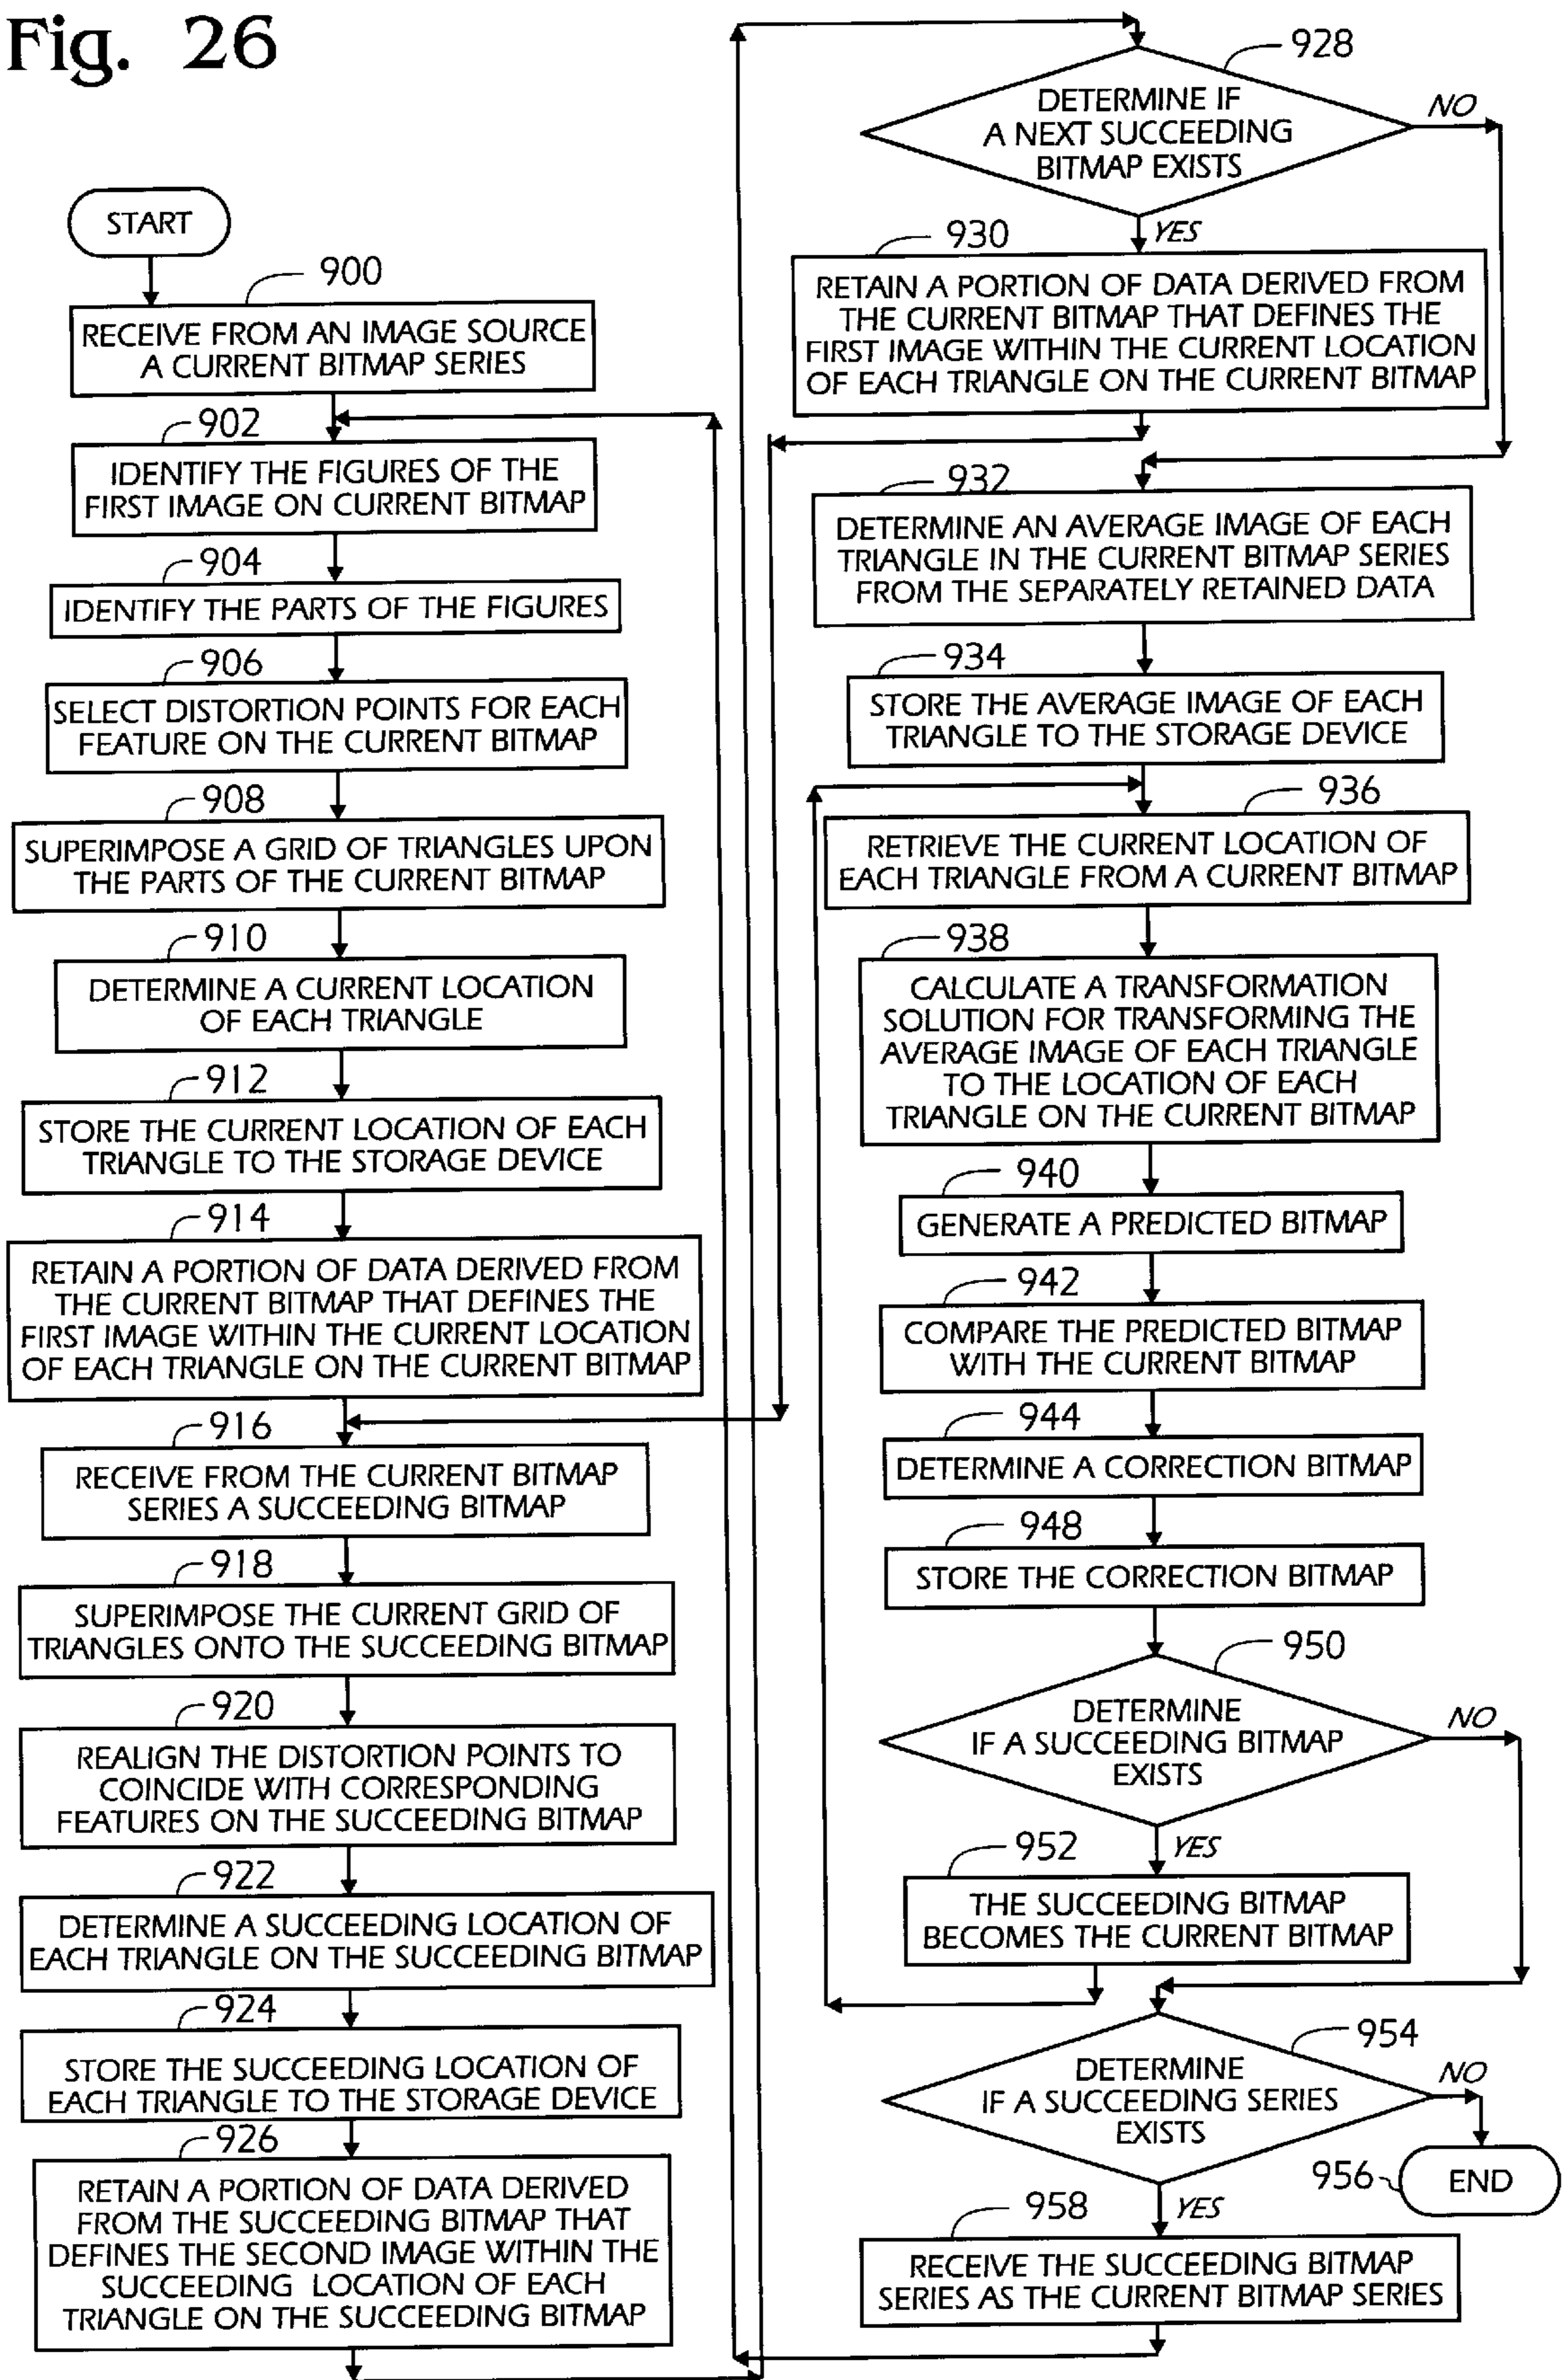 Fig. 26
START
900
RECEIVE FROM AN IMAGE SOURCE
A CURRENT BITMAP SERIES
902
IDENTIFY THE FIGURES OF THE
FIRST IMAGE ON CURRENT BITMAP
904
IDENTIFY THE PARTS OF THE FIGURES
906
SELECT DISTORTION POINTS FOR EACH
FEATURE ON THE CURRENT BITMAP
908
SUPERIMPOSE A GRID OF TRIANGLES UPON
THE PARTS OF THE CURRENT BITMAP
910
DETERMINE A CURRENT LOCATION
OF EACH TRIANGLE
912
STORE THE CURRENT LOCATION OF EACH
TRIANGLE TO THE STORAGE DEVICE
914
RETAIN A PORTION OF DATA DERIVED FROM
THE CURRENT BITMAP THAT DEFINES THE
FIRST IMAGE WITHIN THE CURRENT LOCATION
OF EACH TRIANGLE ON THE CURRENT BITMAP
916
RECEIVE FROM THE CURRENT BITMAP
SERIES A SUCCEEDING BITMAP
918
SUPERIMPOSE THE CURRENT GRID OF
TRIANGLES ONTO THE SUCCEEDING BITMAP
920
REALIGN THE DISTORTION POINTS TO
COINCIDE WITH CORRESPONDING
FEATURES ON THE SUCCEEDING BITMAP
922
DETERMINE A SUCCEEDING LOCATION OF
EACH TRIANGLE ON THE SUCCEEDING BITMAP
924
STORE THE SUCCEEDING LOCATION OF
EACH TRIANGLE TO THE STORAGE DEVICE
926
RETAIN A PORTION OF DATA DERIVED
FROM THE SUCCEEDING BITMAP THAT
DEFINES THE SECOND IMAGE WITHIN THE
SUCCEEDING LOCATION OF EACH
TRIANGLE ON THE SUCCEEDING BITMAP
928
DETERMINE IF
A NEXT SUCCEEDING
BITMAP EXISTS
NO
YES
930
RETAIN A PORTION OF DATA DERIVED FROM
THE CURRENT BITMAP THAT DEFINES THE
FIRST IMAGE WITHIN THE CURRENT LOCATION
OF EACH TRIANGLE ON THE CURRENT BITMAP
932
DETERMINE AN AVERAGE IMAGE OF EACH
TRIANGLE IN THE CURRENT BITMAP SERIES
FROM THE SEPARATELY RETAINED DATA
934
STORE THE AVERAGE IMAGE OF EACH
TRIANGLE TO THE STORAGE DEVICE
936
RETRIEVE THE CURRENT LOCATION OF
EACH TRIANGLE FROM A CURRENT BITMAP
938
CALCULATE A TRANSFORMATION
SOLUTION FOR TRANSFORMING THE
AVERAGE IMAGE OF EACH TRIANGLE
TO THE LOCATION OF EACH
TRIANGLE ON THE CURRENT BITMAP
940
GENERATE A PREDICTED BITMAP
942
COMPARE THE PREDICTED BITMAP
WITH THE CURRENT BITMAP
944
DETERMINE A CORRECTION BITMAP
948
STORE THE CORRECTION BITMAP
950
DETERMINE
IF A SUCCEEDING BITMAP
EXISTS
NO
YES
952
THE SUCCEEDING BITMAP
BECOMES THE CURRENT BITMAP
954
DETERMINE
IF A SUCCEEDING SERIES
EXISTS
NO
956
END
YES
958
RECEIVE THE SUCCEEDING BITMAP
SERIES AS THE CURRENT BITMAP SERIES